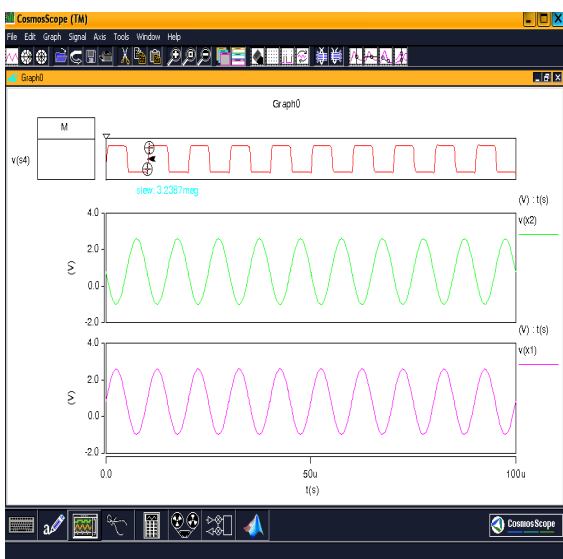 CosmosScope (TM)
File Edit Graph Signal Axis Tools Window Help
Graph0
Graph0
M
v(s4)
slew: 3.2387meg
(V) : t(s)
v(x2)
4.0
2.0
0.0
-2.0
(V)
(V) : t(s)
v(x1)
4.0
2.0
0.0
-2.0
(V)
0.0 50u 100u
t(s)
CosmosScope